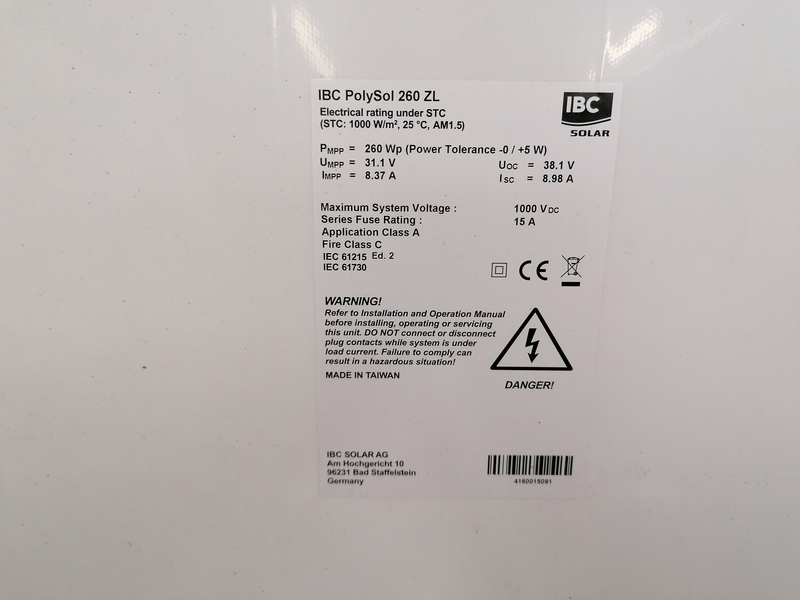 IBC PolySol 260 ZL
Electrical rating under STC
(STC: 1000 W/m², 25 °C, AM1.5)
IBC
SOLAR
PMPP = 260 Wp (Power Tolerance -0 / +5 W)
UMPP = 31.1 V UOC = 38.1 V
IMPP = 8.37 A ISC = 8.98 A
Maximum System Voltage : 1000 VDC
Series Fuse Rating : 15 A
Application Class A
Fire Class C
IEC 61215 Ed. 2
IEC 61730
CE
WARNING!
Refer to Installation and Operation Manual
before installing, operating or servicing
this unit. DO NOT connect or disconnect
plug contacts while system is under
load current. Failure to comply can
result in a hazardous situation!
DANGER!
MADE IN TAIWAN
IBC SOLAR AG
Am Hochgericht 10
96231 Bad Staffelstein
Germany
4160015091